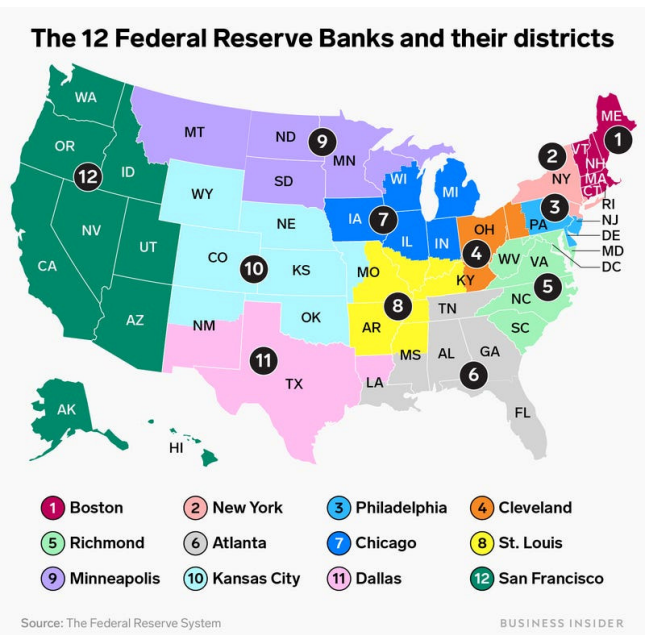 The 12 Federal Reserve Banks and their districts
WA
MT
ND
9
MN
ME
1
VT
NH
MA
CT
2
NY
OR
ID
12
SD
WI
MI
RI
3
PA
NJ
DE
MD
DC
WY
IA
7
IL
IN
OH
4
NE
NV
UT
CO
10
KS
MO
WV
VA
5
KY
CA
8
NC
TN
AZ
NM
OK
AR
SC
MS
AL
GA
11
TX
LA
6
FL
AK
HI
1 Boston
2 New York
3 Philadelphia
4 Cleveland
5 Richmond
6 Atlanta
7 Chicago
8 St. Louis
9 Minneapolis
10 Kansas City
11 Dallas
12 San Francisco
Source: The Federal Reserve System
BUSINESS INSIDER